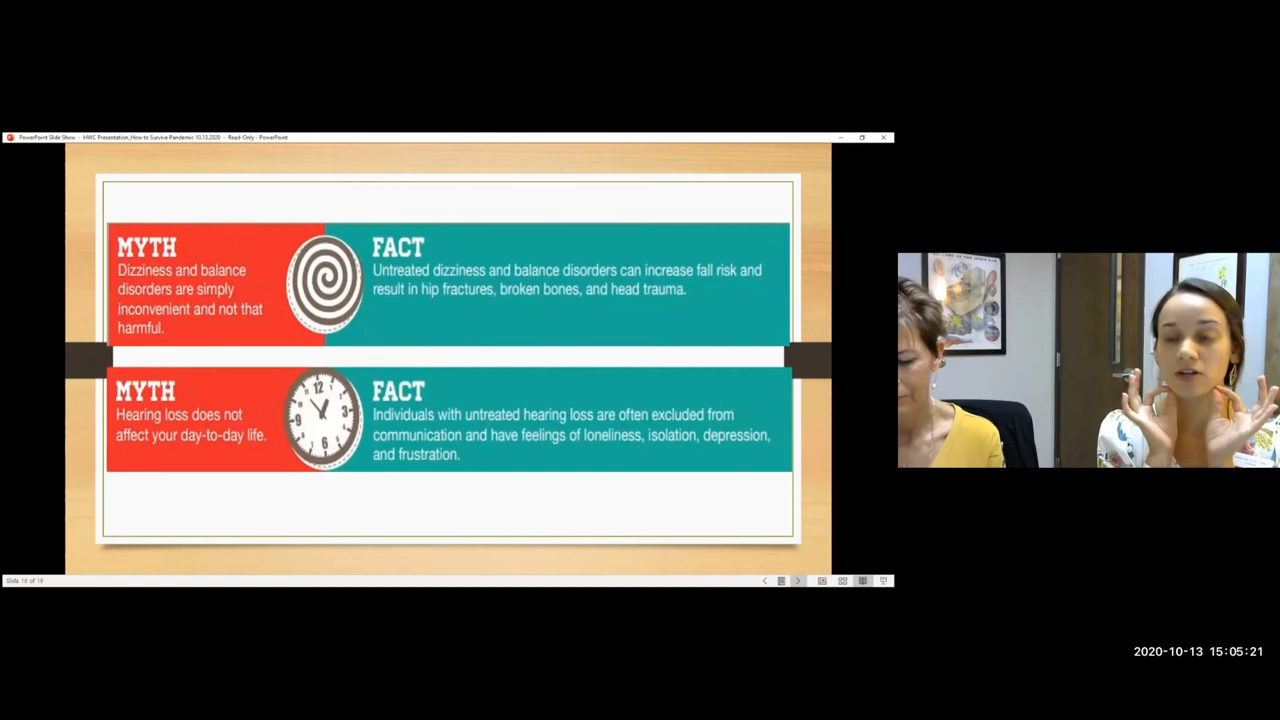 PowerPoint Slide Show - HWC Presentation_How to Survive Pandemic 10.13.2020 - Read-Only - PowerPoint
MYTH
Dizziness and balance
disorders are simply
inconvenient and not that
harmful.
FACT
Untreated dizziness and balance disorders can increase fall risk and
result in hip fractures, broken bones, and head trauma.
MYTH
Hearing loss does not
affect your day-to-day life.
12
3
6
9
FACT
Individuals with untreated hearing loss are often excluded from
communication and have feelings of loneliness, isolation, depression,
and frustration.
Slide 16 of 19
2020-10-13 15:05:21